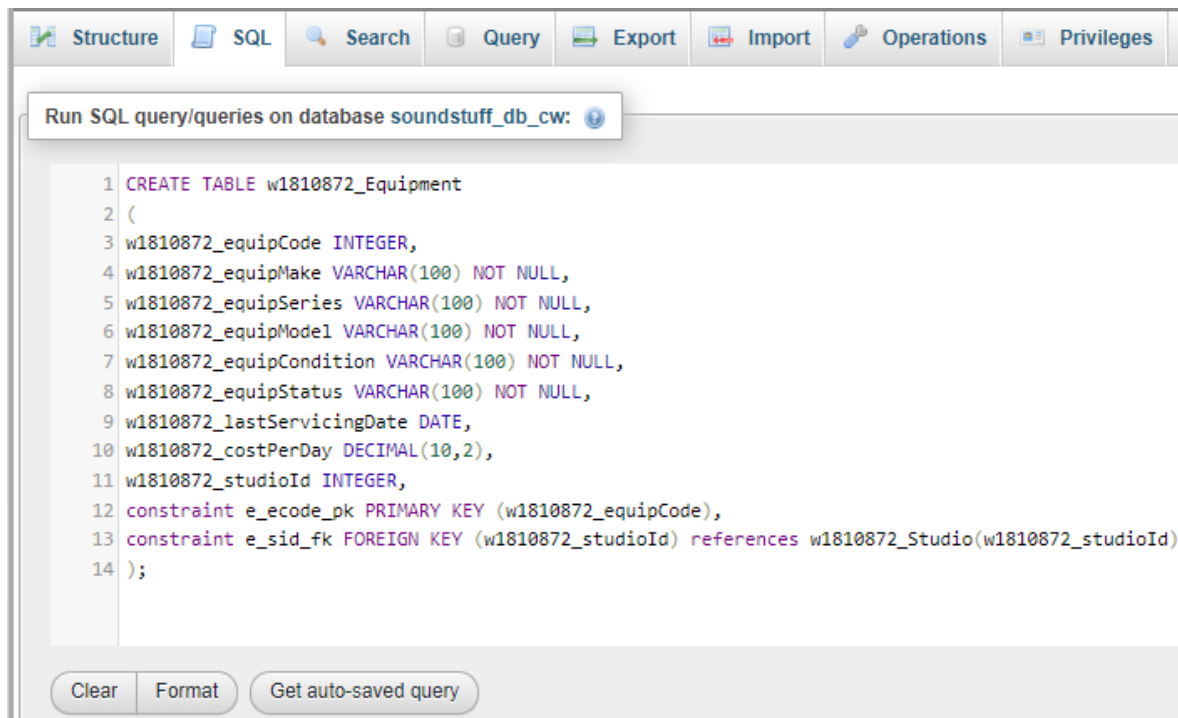 Structure SQL Search Query Export Import Operations Privileges
Run SQL query/queries on database soundstuff_db_cw:
1 CREATE TABLE w1810872_Equipment
2 (
3 w1810872_equipCode INTEGER,
4 w1810872_equipMake VARCHAR(100) NOT NULL,
5 w1810872_equipSeries VARCHAR(100) NOT NULL,
6 w1810872_equipModel VARCHAR(100) NOT NULL,
7 w1810872_equipCondition VARCHAR(100) NOT NULL,
8 w1810872_equipStatus VARCHAR(100) NOT NULL,
9 w1810872_lastServicingDate DATE,
10 w1810872_costPerDay DECIMAL(10,2),
11 w1810872_studioId INTEGER,
12 constraint e_ecode_pk PRIMARY KEY (w1810872_equipCode),
13 constraint e_sid_fk FOREIGN KEY (w1810872_studioId) references w1810872_Studio(w1810872_studioId)
14 );
Clear Format Get auto-saved query